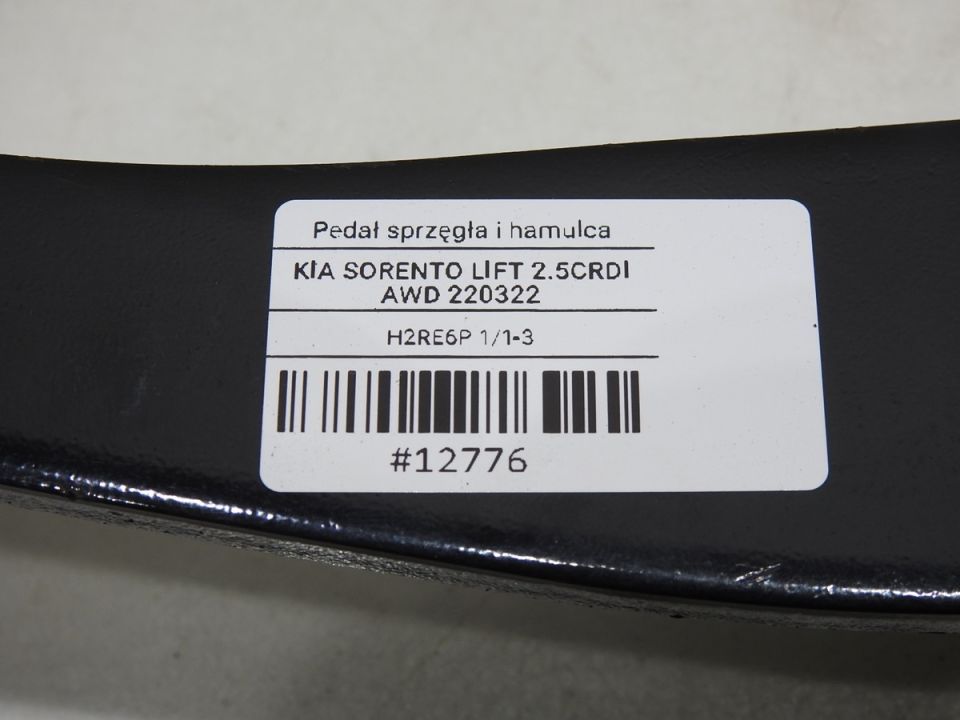 Pedał sprzęgła i hamulca
KIA SORENTO LIFT 2.5CRDI
AWD 220322
H2RE6P 1/1-3
#12776